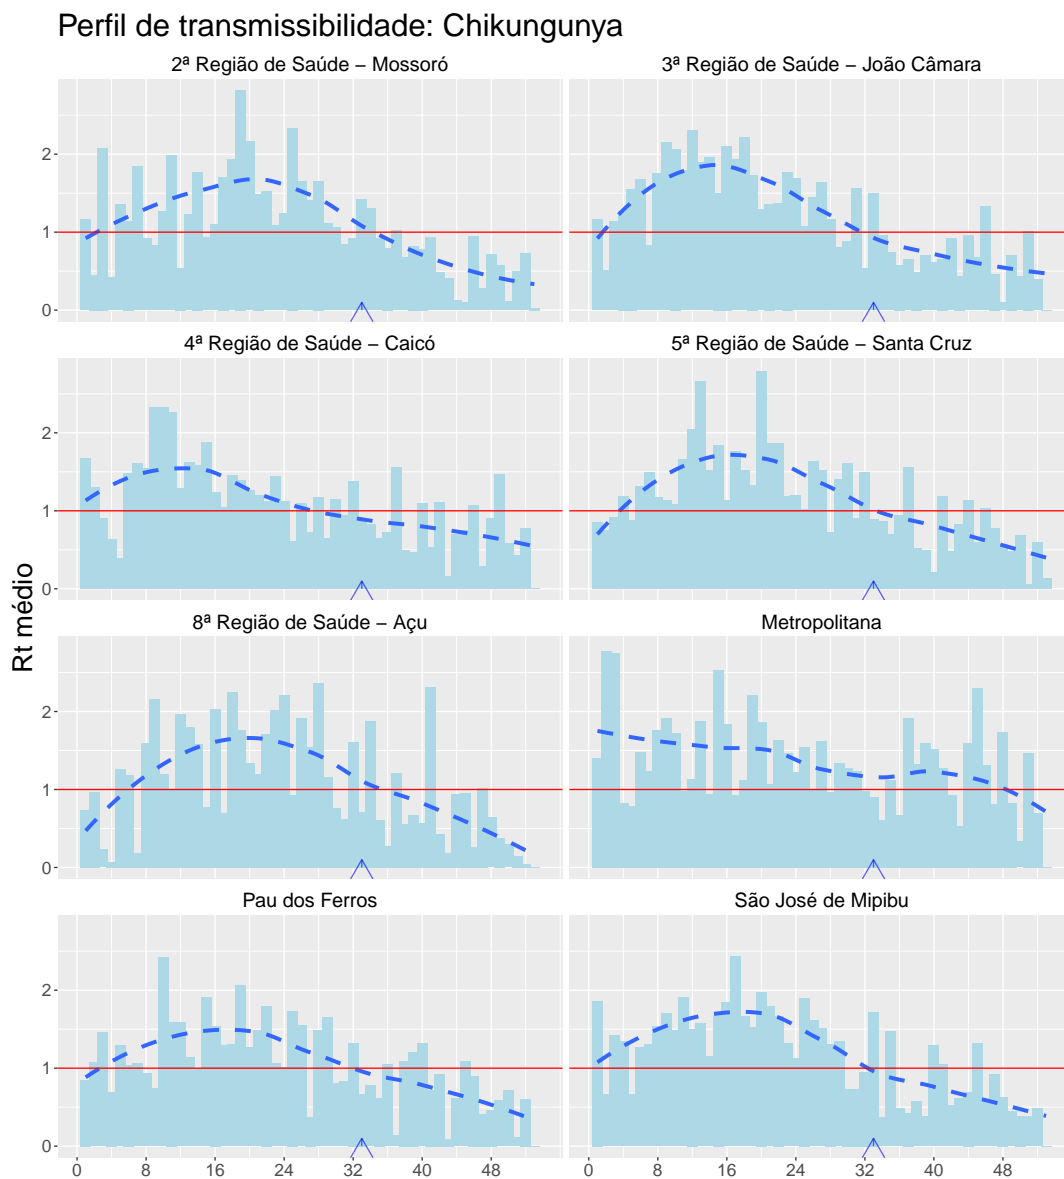 Perfil de transmissibilidade: Chikungunya
2ª Região de Saúde − Mossoró
3ª Região de Saúde − João Câmara
2
1
0
4ª Região de Saúde − Caicó
5ª Região de Saúde − Santa Cruz
2
1
0
Rt médio
8ª Região de Saúde − Açu
Metropolitana
2
1
0
Pau dos Ferros
São José de Mipibu
2
1
0
0 8 16 24 32 40 48
0 8 16 24 32 40 48